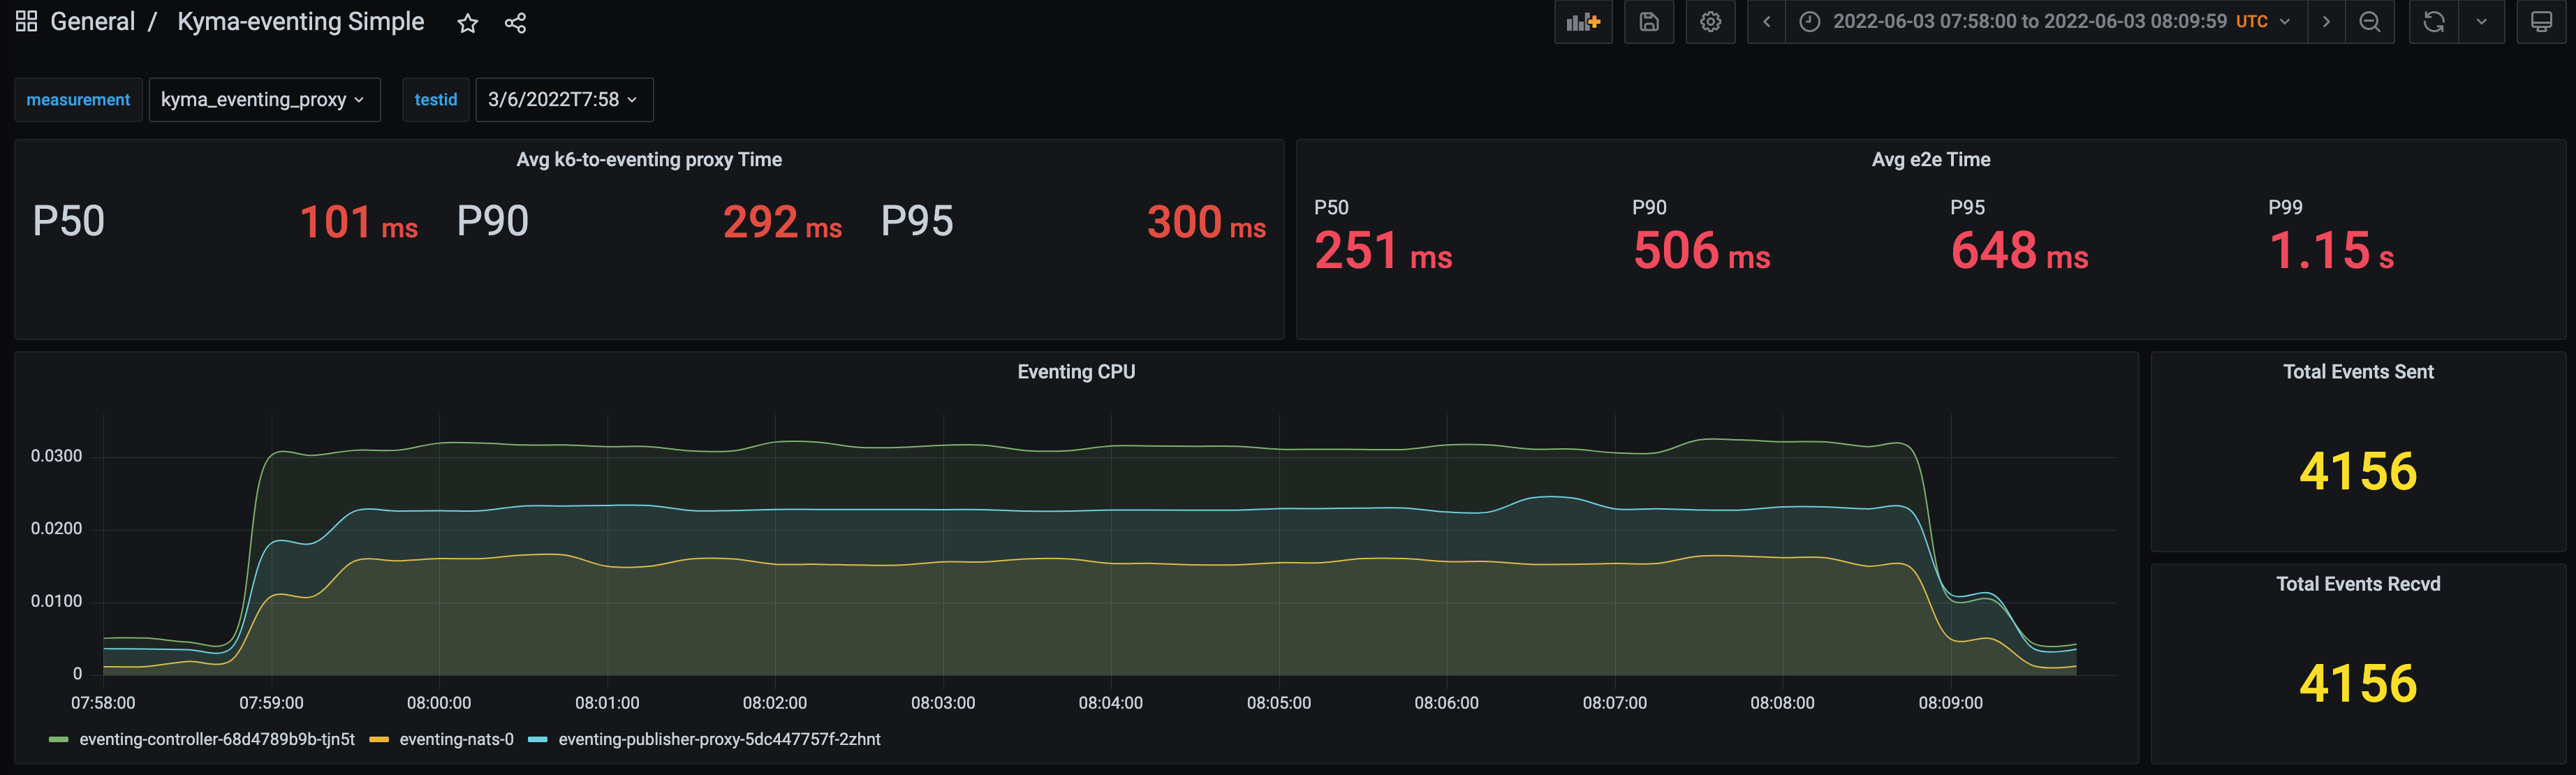 General / Kyma-eventing Simple
2022-06-03 07:58:00 to 2022-06-03 08:09:59 UTC
measurement kyma_eventing_proxy testid 3/6/2022T7:58
Avg k6-to-eventing proxy Time
P50 101 ms P90 292 ms P95 300 ms
Avg e2e Time
P50 P90 P95 P99
251 ms 506 ms 648 ms 1.15 s
Eventing CPU
0.0300
0.0200
0.0100
0
07:58:00 07:59:00 08:00:00 08:01:00 08:02:00 08:03:00 08:04:00 08:05:00 08:06:00 08:07:00 08:08:00 08:09:00
eventing-controller-68d4789b9b-tjn5t eventing-nats-0 eventing-publisher-proxy-5dc447757f-2zhnt
Total Events Sent
4156
Total Events Recvd
4156